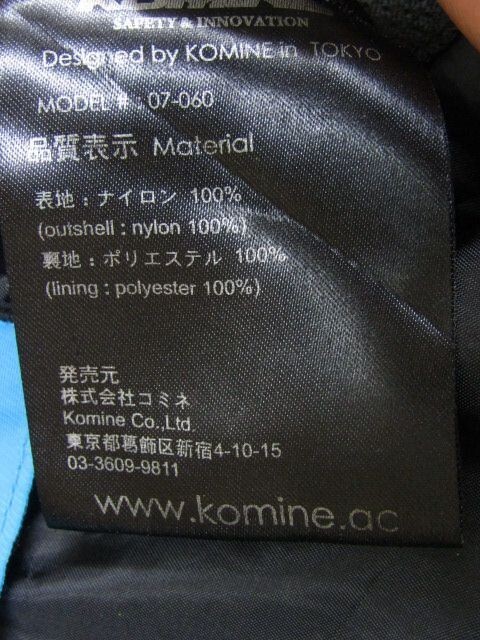 KOMINE
SAFETY & INNOVATION
Designed by KOMINE in TOKYO
MODEL # 07-060
品質表示 Material
表地 : ナイロン 100%
(outshell : nylon 100%)
裏地 : ポリエステル 100%
(lining : polyester 100%)
発売元
株式会社コミネ
Komine Co.,Ltd.
東京都葛飾区新宿4-10-15
03-3609-9811
www.komine.ac